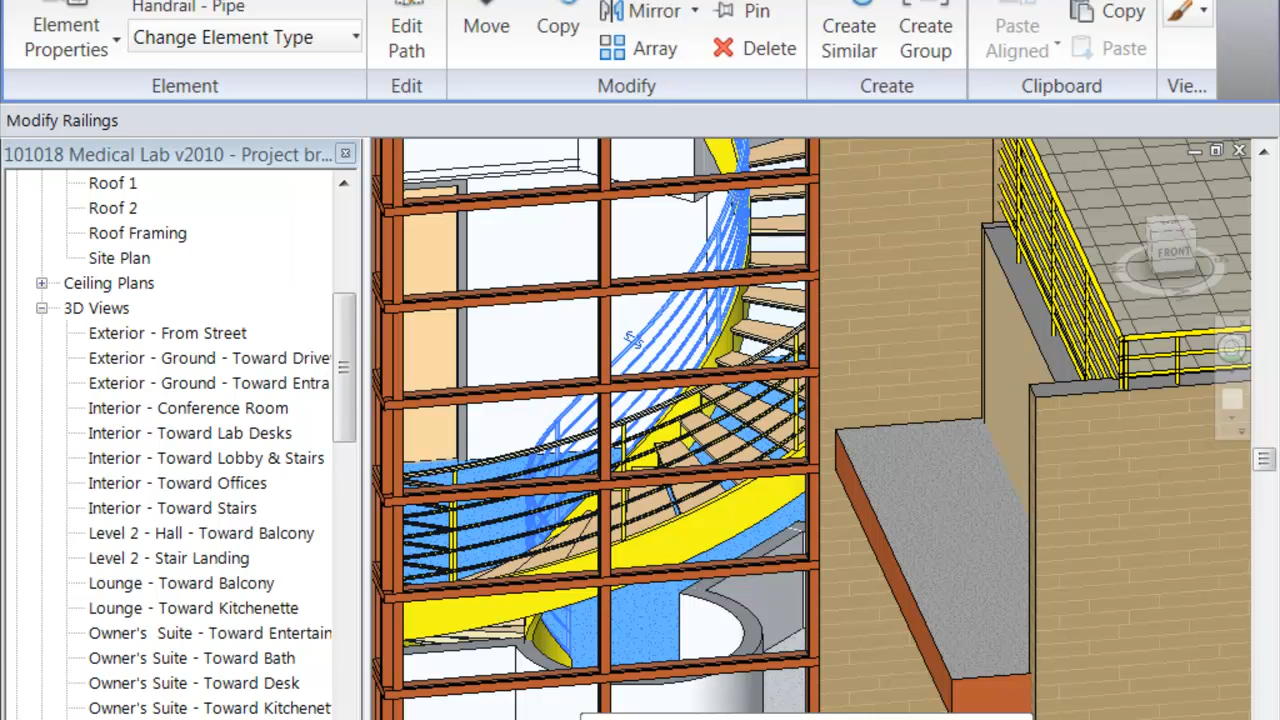 Handrail - Pipe
Element
Properties
Change Element Type
Edit
Path
Move
Copy
Mirror
Array
Pin
Delete
Create
Similar
Create
Group
Paste
Aligned
Copy
Paste
Element
Edit
Modify
Create
Clipboard
Vie...
Modify Railings
101018 Medical Lab v2010 - Project br...
Roof 1
Roof 2
Roof Framing
Site Plan
Ceiling Plans
3D Views
Exterior - From Street
Exterior - Ground - Toward Drive
Exterior - Ground - Toward Entra
Interior - Conference Room
Interior - Toward Lab Desks
Interior - Toward Lobby & Stairs
Interior - Toward Offices
Interior - Toward Stairs
Level 2 - Hall - Toward Balcony
Level 2 - Stair Landing
Lounge - Toward Balcony
Lounge - Toward Kitchenette
Owner's  Suite - Toward Entertain
Owner's Suite - Toward Bath
Owner's Suite - Toward Desk
Owner's Suite - Toward Kitchenet
FRONT